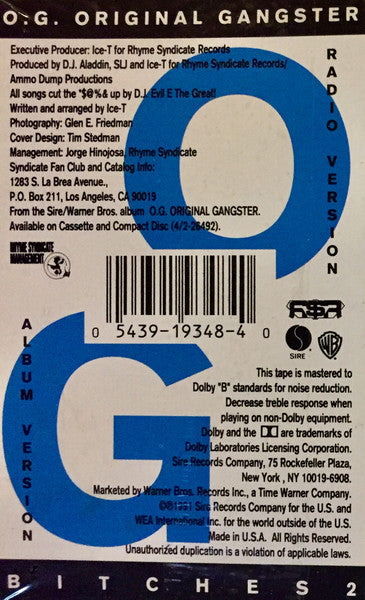 O.G. ORIGINAL GANGSTER
Executive Producer: Ice-T for Rhyme Syndicate Records
Produced by D.J. Aladdin, SLJ and Ice-T for Rhyme Syndicate Records/
Ammo Dump Productions
All songs cut the *$@%& up by D.J. Evil E The Great!
Written and arranged by Ice-T
Photography: Glen E. Friedman
Cover Design: Tim Stedman
Management: Jorge Hinojosa, Rhyme Syndicate
Syndicate Fan Club and Catalog Info:
1283 S. La Brea Avenue,
P.O. Box 211, Los Angeles, CA 90019
From the Sire/Warner Bros. album O.G. ORIGINAL GANGSTER.
Available on Cassette and Compact Disc (4/2-26492).
RADIO VERSION
O
RHYME SYNDICATE
MANAGEMENT
0 5439-19348-4 0
SIRE
WB
ALBUM VERSION
G
This tape is mastered to
Dolby "B" standards for noise reduction.
Decrease treble response when
playing on non-Dolby equipment.
Dolby and the are trademarks of
Dolby Laboratories Licensing Corporation.
Sire Records Company, 75 Rockefeller Plaza,
New York , NY 10019-6908.
Marketed by Warner Bros. Records Inc., a Time Warner Company.
©℗1991 Sire Records Company for the U.S. and
WEA International Inc. for the world outside of the U.S.
Made in U.S.A. All Rights Reserved.
Unauthorized duplication is a violation of applicable laws.
BITCHES 2